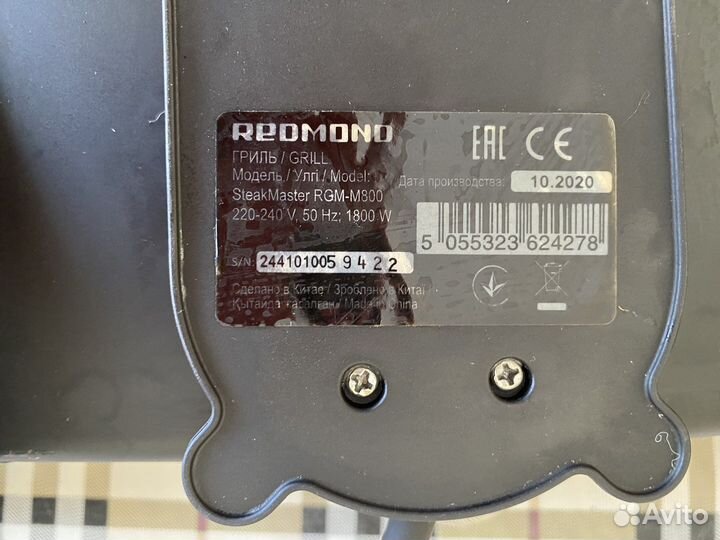 REDMOND
ГРИЛЬ / GRILL
Модель / Үлгі / Model:
SteakMaster RGM-M800
220-240 V, 50 Hz; 1800 W
S/N 244101005 9 4 2 2
Сделано в Китае / Зроблено в Китаї
Қытайда жасалған / Made in China
EAC CE
Дата производства: 10.2020
5 055323 624278
Avito